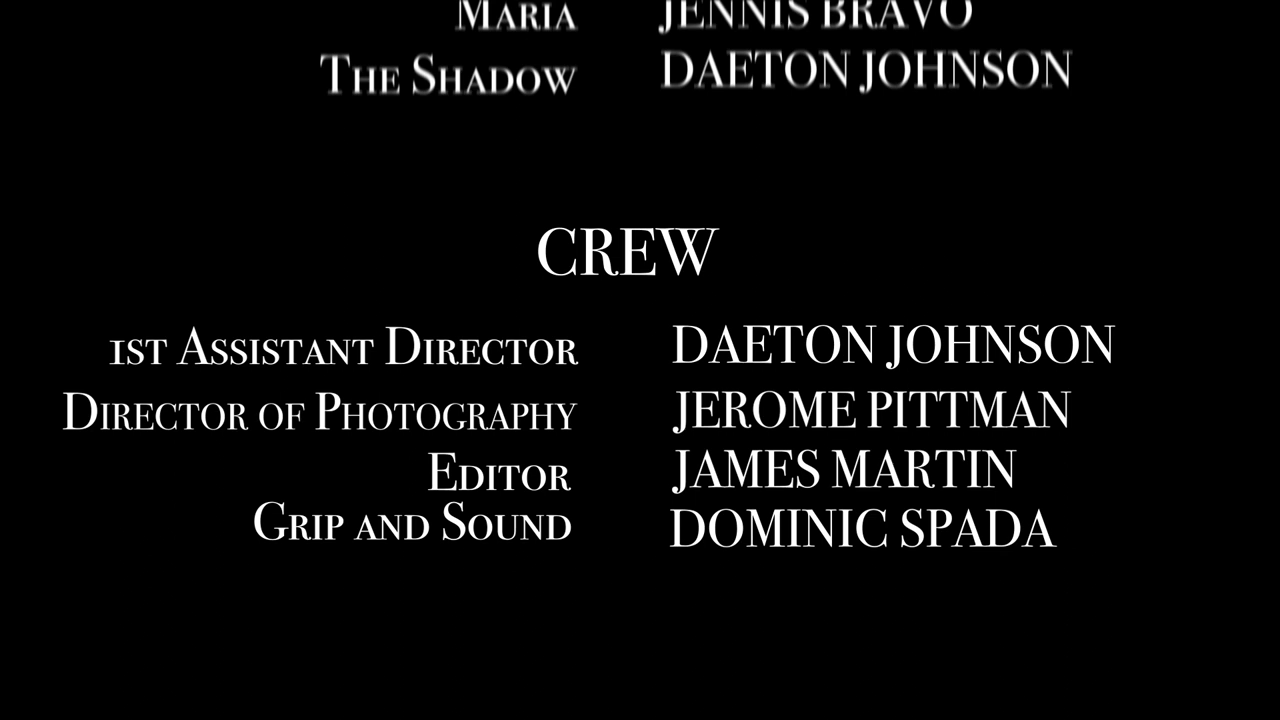 Maria JENNIS BRAVO
The Shadow DAETON JOHNSON
CREW
1st Assistant Director DAETON JOHNSON
Director of Photography JEROME PITTMAN
Editor JAMES MARTIN
Grip and Sound DOMINIC SPADA